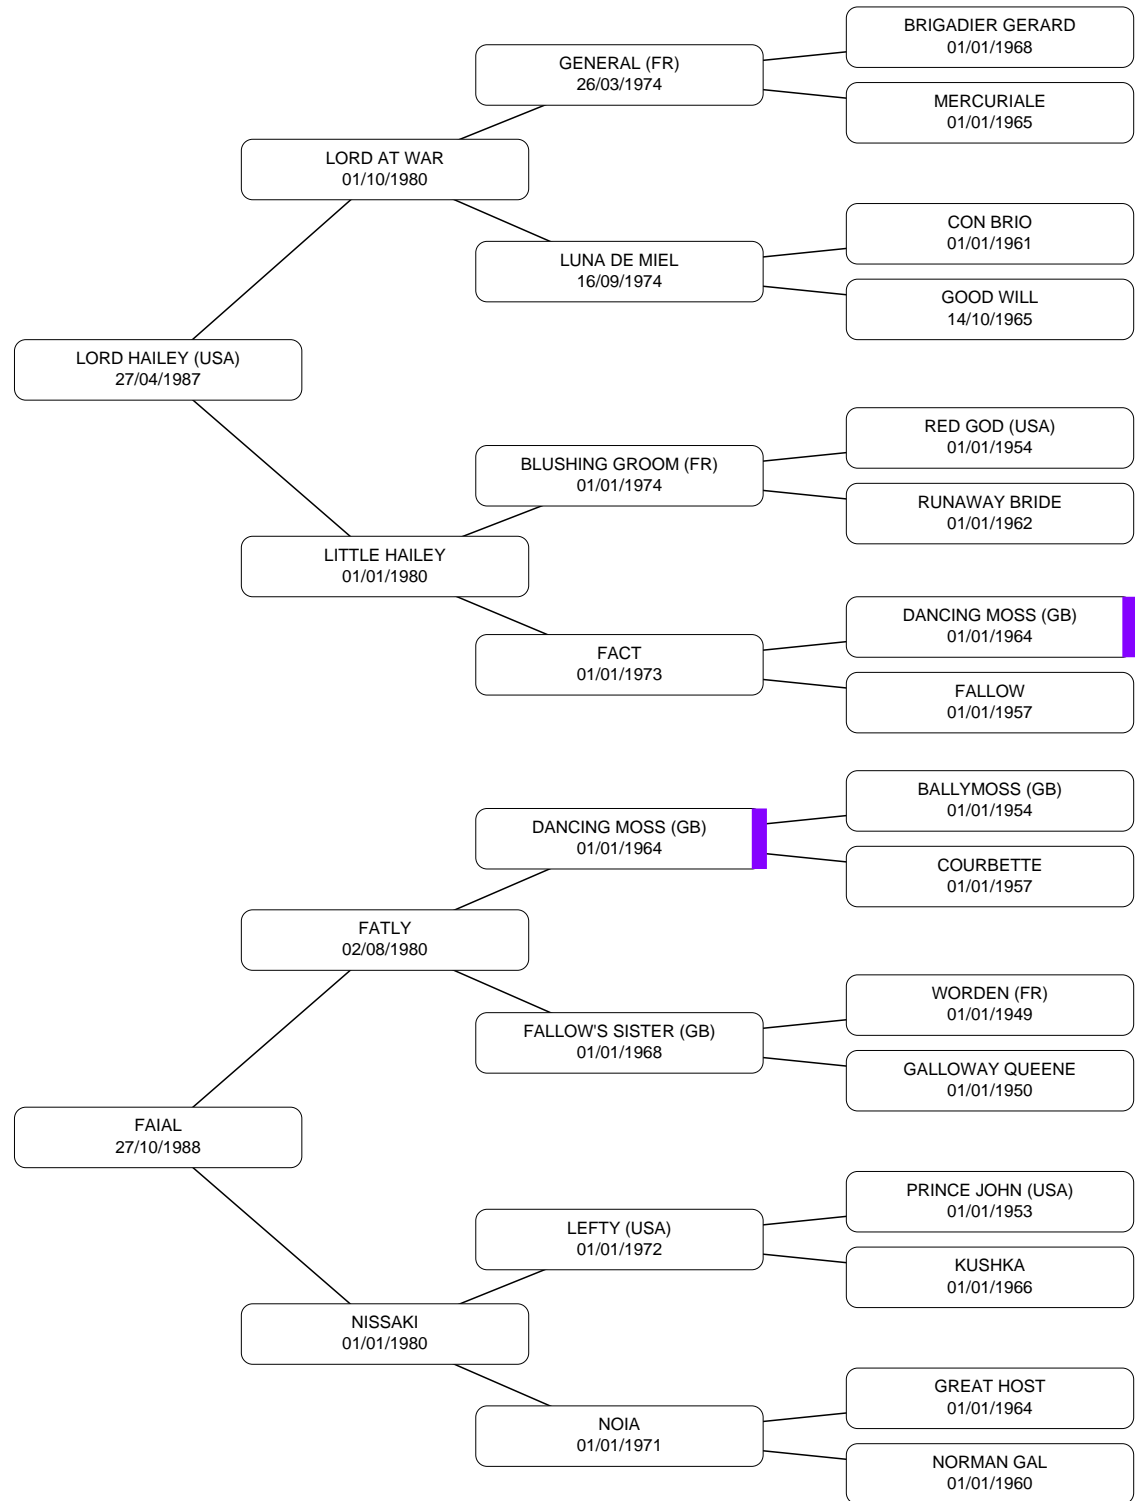 BRIGADIER GERARD
01/01/1968
GENERAL (FR)
26/03/1974
MERCURIALE
01/01/1965
LORD AT WAR
01/10/1980
CON BRIO
01/01/1961
LUNA DE MIEL
16/09/1974
GOOD WILL
14/10/1965
LORD HAILEY (USA)
27/04/1987
RED GOD (USA)
01/01/1954
BLUSHING GROOM (FR)
01/01/1974
RUNAWAY BRIDE
01/01/1962
LITTLE HAILEY
01/01/1980
DANCING MOSS (GB)
01/01/1964
FACT
01/01/1973
FALLOW
01/01/1957
BALLYMOSS (GB)
01/01/1954
DANCING MOSS (GB)
01/01/1964
COURBETTE
01/01/1957
FATLY
02/08/1980
WORDEN (FR)
01/01/1949
FALLOW'S SISTER (GB)
01/01/1968
GALLOWAY QUEENE
01/01/1950
FAIAL
27/10/1988
PRINCE JOHN (USA)
01/01/1953
LEFTY (USA)
01/01/1972
KUSHKA
01/01/1966
NISSAKI
01/01/1980
GREAT HOST
01/01/1964
NOIA
01/01/1971
NORMAN GAL
01/01/1960